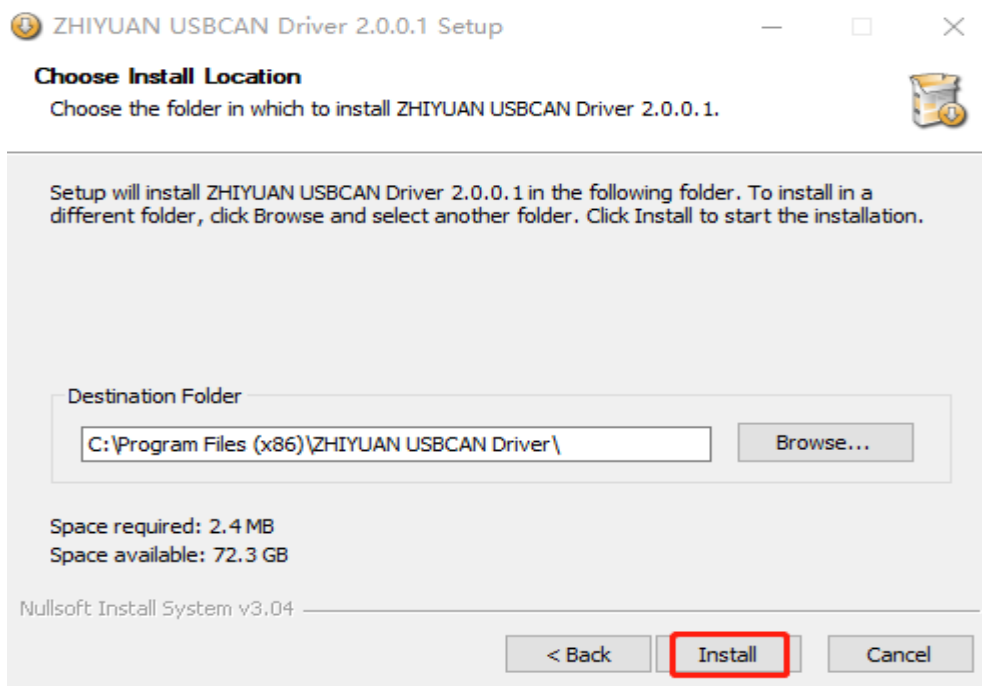 ZHIYUAN USBCAN Driver 2.0.0.1 Setup
Choose Install Location
Choose the folder in which to install ZHIYUAN USBCAN Driver 2.0.0.1.
Setup will install ZHIYUAN USBCAN Driver 2.0.0.1 in the following folder. To install in a
different folder, click Browse and select another folder. Click Install to start the installation.
Destination Folder
C:\Program Files (x86)\ZHIYUAN USBCAN Driver\
Browse...
Space required: 2.4 MB
Space available: 72.3 GB
Nullsoft Install System v3.04
< Back
Install
Cancel